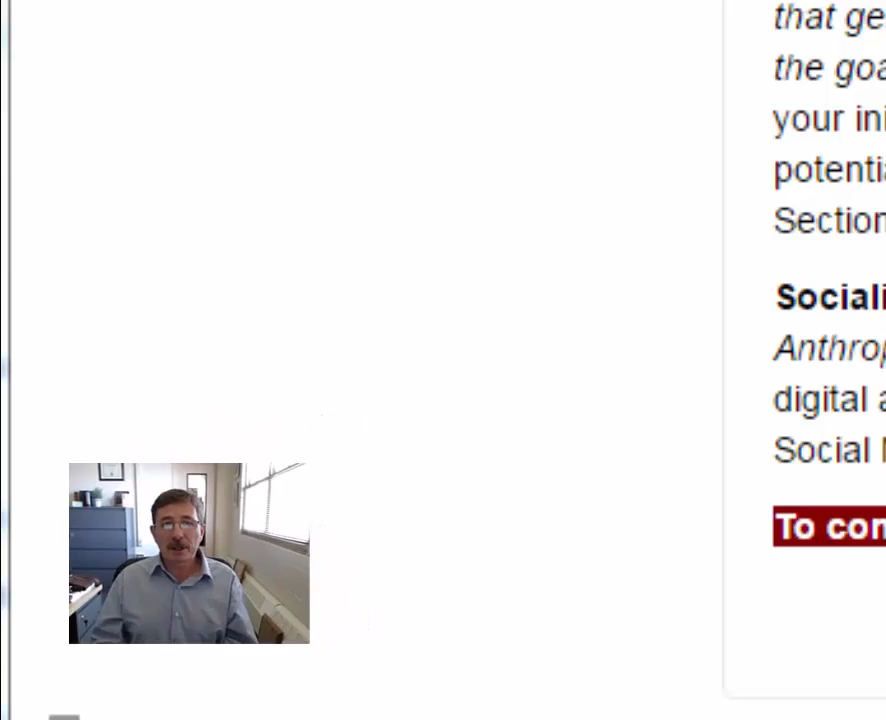 that ge
the goa
your ini
potentia
Section
Sociali
Anthrop
digital a
Social
To con